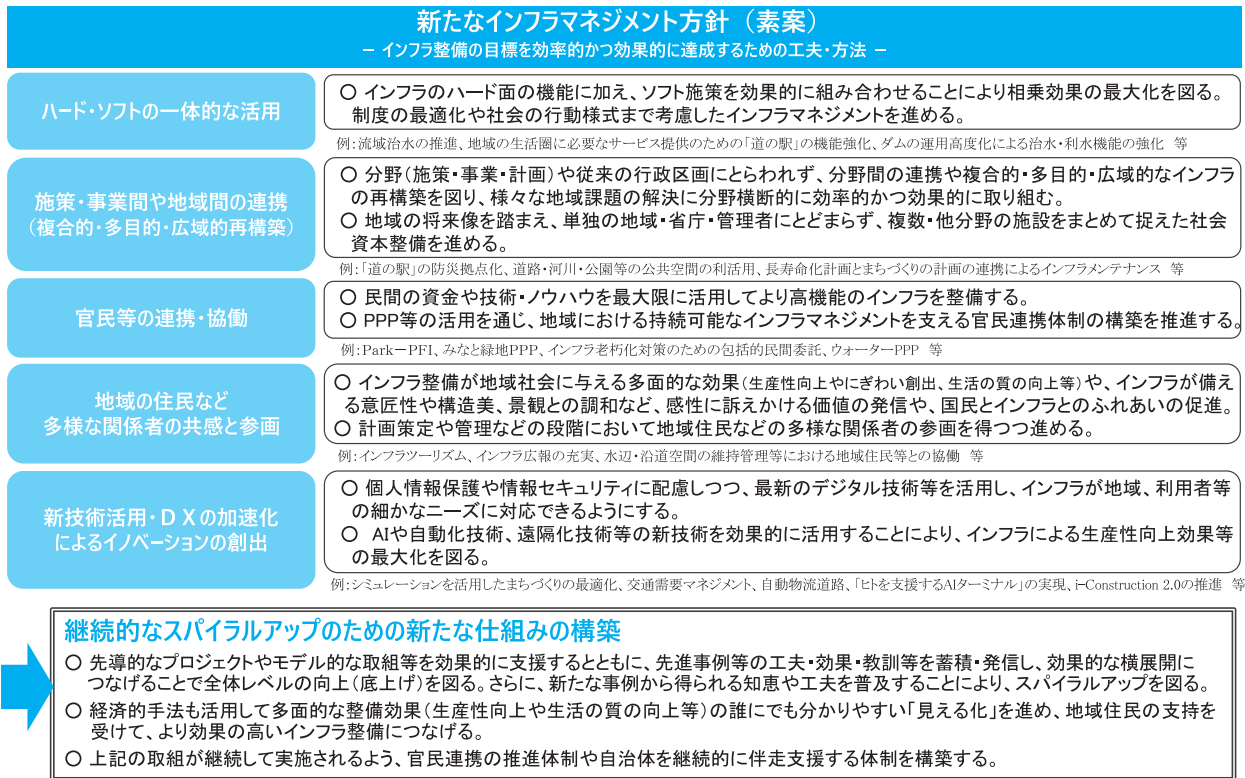 新たなインフラマネジメント方針（素案）
－ インフラ整備の目標を効率的かつ効果的に達成するための工夫・方法 －
ハード・ソフトの一体的な活用
○ インフラのハード面の機能に加え、ソフト施策を効果的に組み合わせることにより相乗効果の最大化を図る。
制度の最適化や社会の行動様式まで考慮したインフラマネジメントを進める。
例：流域治水の推進、地域の生活圏に必要なサービス提供のための「道の駅」の機能強化、ダムの運用高度化による治水・利水機能の強化 等
施策・事業間や地域間の連携
（複合的・多目的・広域的再構築）
○ 分野（施策・事業・計画）や従来の行政区画にとらわれず、分野間の連携や複合的・多目的・広域的なインフラ
の再構築を図り、様々な地域課題の解決に分野横断的に効率的かつ効果的に取り組む。
○ 地域の将来像を踏まえ、単独の地域・省庁・管理者にとどまらず、複数・他分野の施設をまとめて捉えた社会
資本整備を進める。
例：「道の駅」の防災拠点化、道路・河川・公園等の公共空間の利活用、長寿命化計画とまちづくりの計画の連携によるインフラメンテナンス 等
官民等の連携・協働
○ 民間の資金や技術・ノウハウを最大限に活用してより高機能のインフラを整備する。
○ PPP等の活用を通じ、地域における持続可能なインフラマネジメントを支える官民連携体制の構築を推進する。
例：Park－PFI、みなと緑地PPP、インフラ老朽化対策のための包括的民間委託、ウォーターPPP 等
地域の住民など
多様な関係者の共感と参画
○ インフラ整備が地域社会に与える多面的な効果（生産性向上やにぎわい創出、生活の質の向上等）や、インフラが備え
る意匠性や構造美、景観との調和など、感性に訴えかける価値の発信や、国民とインフラとのふれあいの促進。
○ 計画策定や管理などの段階において地域住民などの多様な関係者の参画を得つつ進める。
例：インフラツーリズム、インフラ広報の充実、水辺・沿道空間の維持管理等における地域住民等との協働 等
新技術活用・ＤＸの加速化
によるイノベーションの創出
○ 個人情報保護や情報セキュリティに配慮しつつ、最新のデジタル技術等を活用し、インフラが地域、利用者等
の細かなニーズに対応できるようにする。
○ AIや自動化技術、遠隔化技術等の新技術を効果的に活用することにより、インフラによる生産性向上効果等
の最大化を図る。
例：シミュレーションを活用したまちづくりの最適化、交通需要マネジメント、自動物流道路、「ヒトを支援するAIターミナル」の実現、i-Construction 2.0の推進 等
継続的なスパイラルアップのための新たな仕組みの構築
○ 先導的なプロジェクトやモデル的な取組等を効果的に支援するとともに、先進事例等の工夫・効果・教訓等を蓄積・発信し、効果的な横展開に
つなげることで全体レベルの向上（底上げ）を図る。さらに、新たな事例から得られる知恵や工夫を普及することにより、スパイラルアップを図る。
○ 経済的手法も活用して多面的な整備効果（生産性向上や生活の質の向上等）の誰にでも分かりやすい「見える化」を進め、地域住民の支持を
受けて、より効果の高いインフラ整備につなげる。
○ 上記の取組が継続して実施されるよう、官民連携の推進体制や自治体を継続的に伴走支援する体制を構築する。